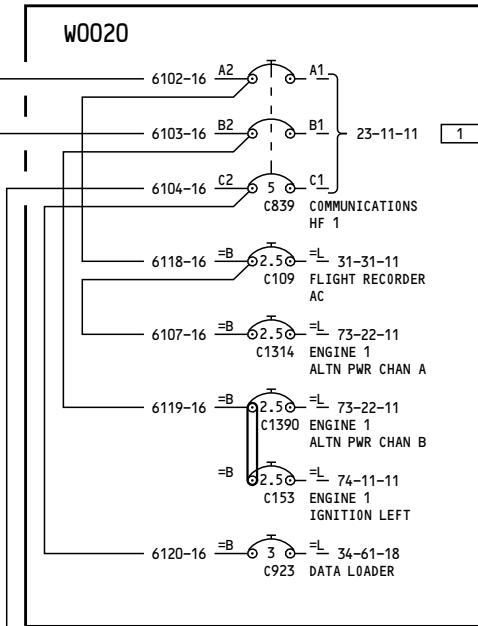 W0020
6102-16 A2 A1
6103-16 B2 B1 23-11-11 1
6104-16 C2 5 C1
C839 COMMUNICATIONS
HF 1
6118-16 =B 2.5 =L 31-31-11
C109 FLIGHT RECORDER
AC
6107-16 =B 2.5 =L 73-22-11
C1314 ENGINE 1
ALTN PWR CHAN A
6119-16 =B 2.5 =L 73-22-11
C1390 ENGINE 1
ALTN PWR CHAN B
=B 2.5 =L 74-11-11
C153 ENGINE 1
IGNITION LEFT
6120-16 =B 3 =L 34-61-18
C923 DATA LOADER